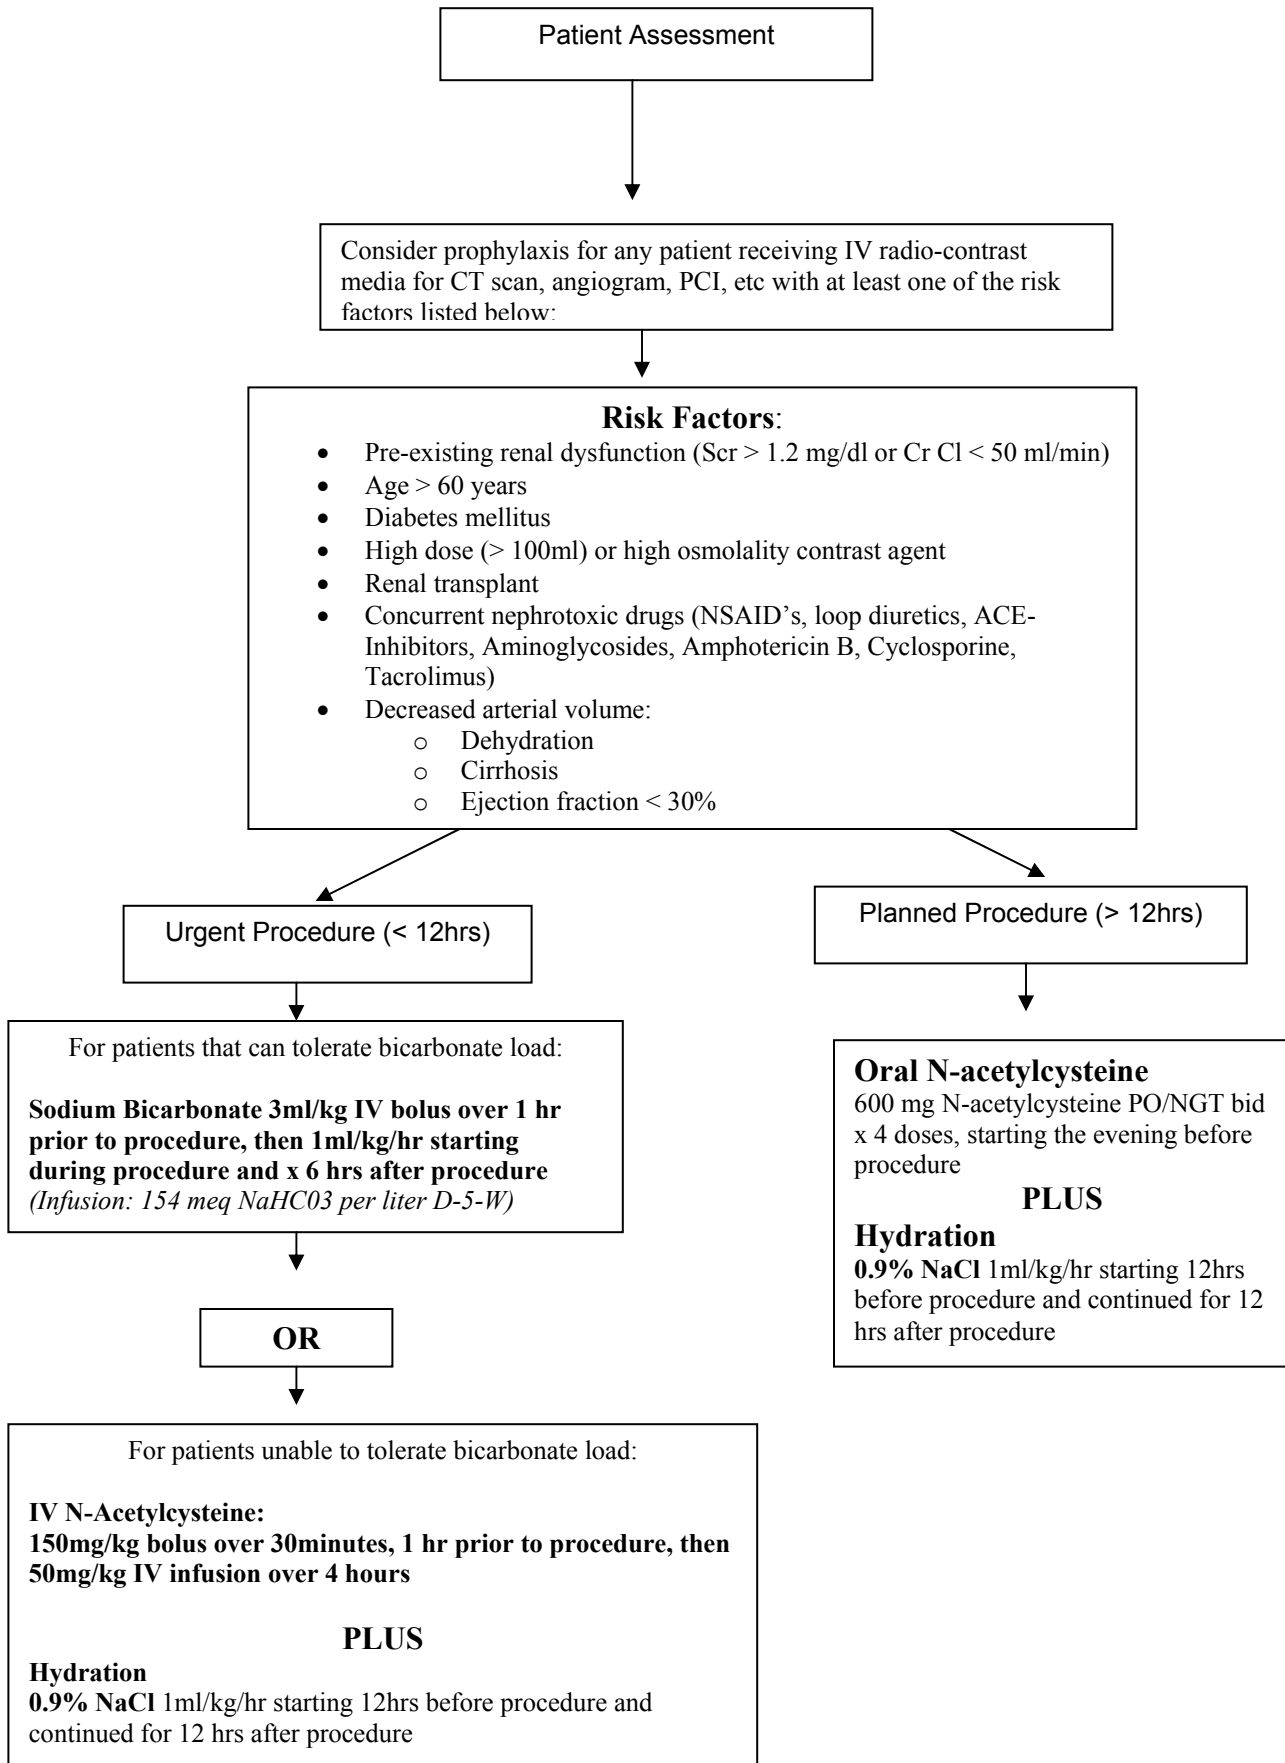 Patient Assessment
Consider prophylaxis for any patient receiving IV radio-contrast
media for CT scan, angiogram, PCI, etc with at least one of the risk
factors listed below:
Risk Factors:
• Pre-existing renal dysfunction (Scr > 1.2 mg/dl or Cr Cl < 50 ml/min)
• Age > 60 years
• Diabetes mellitus
• High dose (> 100ml) or high osmolality contrast agent
• Renal transplant
• Concurrent nephrotoxic drugs (NSAID’s, loop diuretics, ACE-
Inhibitors, Aminoglycosides, Amphotericin B, Cyclosporine,
Tacrolimus)
• Decreased arterial volume:
o Dehydration
o Cirrhosis
o Ejection fraction < 30%
Urgent Procedure (< 12hrs)
For patients that can tolerate bicarbonate load:
Sodium Bicarbonate 3ml/kg IV bolus over 1 hr
prior to procedure, then 1ml/kg/hr starting
during procedure and x 6 hrs after procedure
(Infusion: 154 meq NaHC03 per liter D-5-W)
OR
For patients unable to tolerate bicarbonate load:
IV N-Acetylcysteine:
150mg/kg bolus over 30minutes, 1 hr prior to procedure, then
50mg/kg IV infusion over 4 hours
PLUS
Hydration
0.9% NaCl 1ml/kg/hr starting 12hrs before procedure and
continued for 12 hrs after procedure
Planned Procedure (> 12hrs)
Oral N-acetylcysteine
600 mg N-acetylcysteine PO/NGT bid
x 4 doses, starting the evening before
procedure
PLUS
Hydration
0.9% NaCl 1ml/kg/hr starting 12hrs
before procedure and continued for 12
hrs after procedure